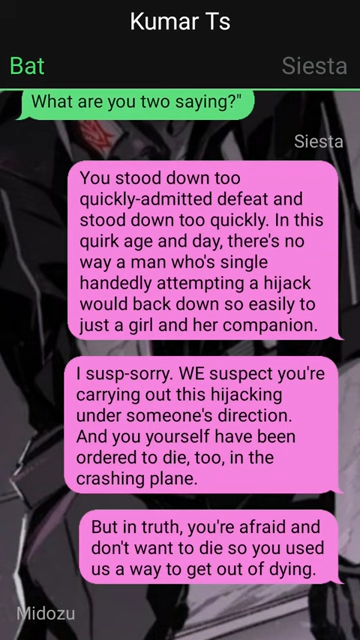 Kumar Ts
Bat
Siesta
What are you two saying?"
Siesta
You stood down too
quickly-admitted defeat and
stood down too quickly. In this
quirk age and day, there's no
way a man who's single
handedly attempting a hijack
would back down so easily to
just a girl and her companion.
I susp-sorry. WE suspect you're
carrying out this hijacking
under someone's direction.
And you yourself have been
ordered to die, too, in the
crashing plane.
But in truth, you're afraid and
don't want to die so you used
us a way to get out of dying.
Midozu